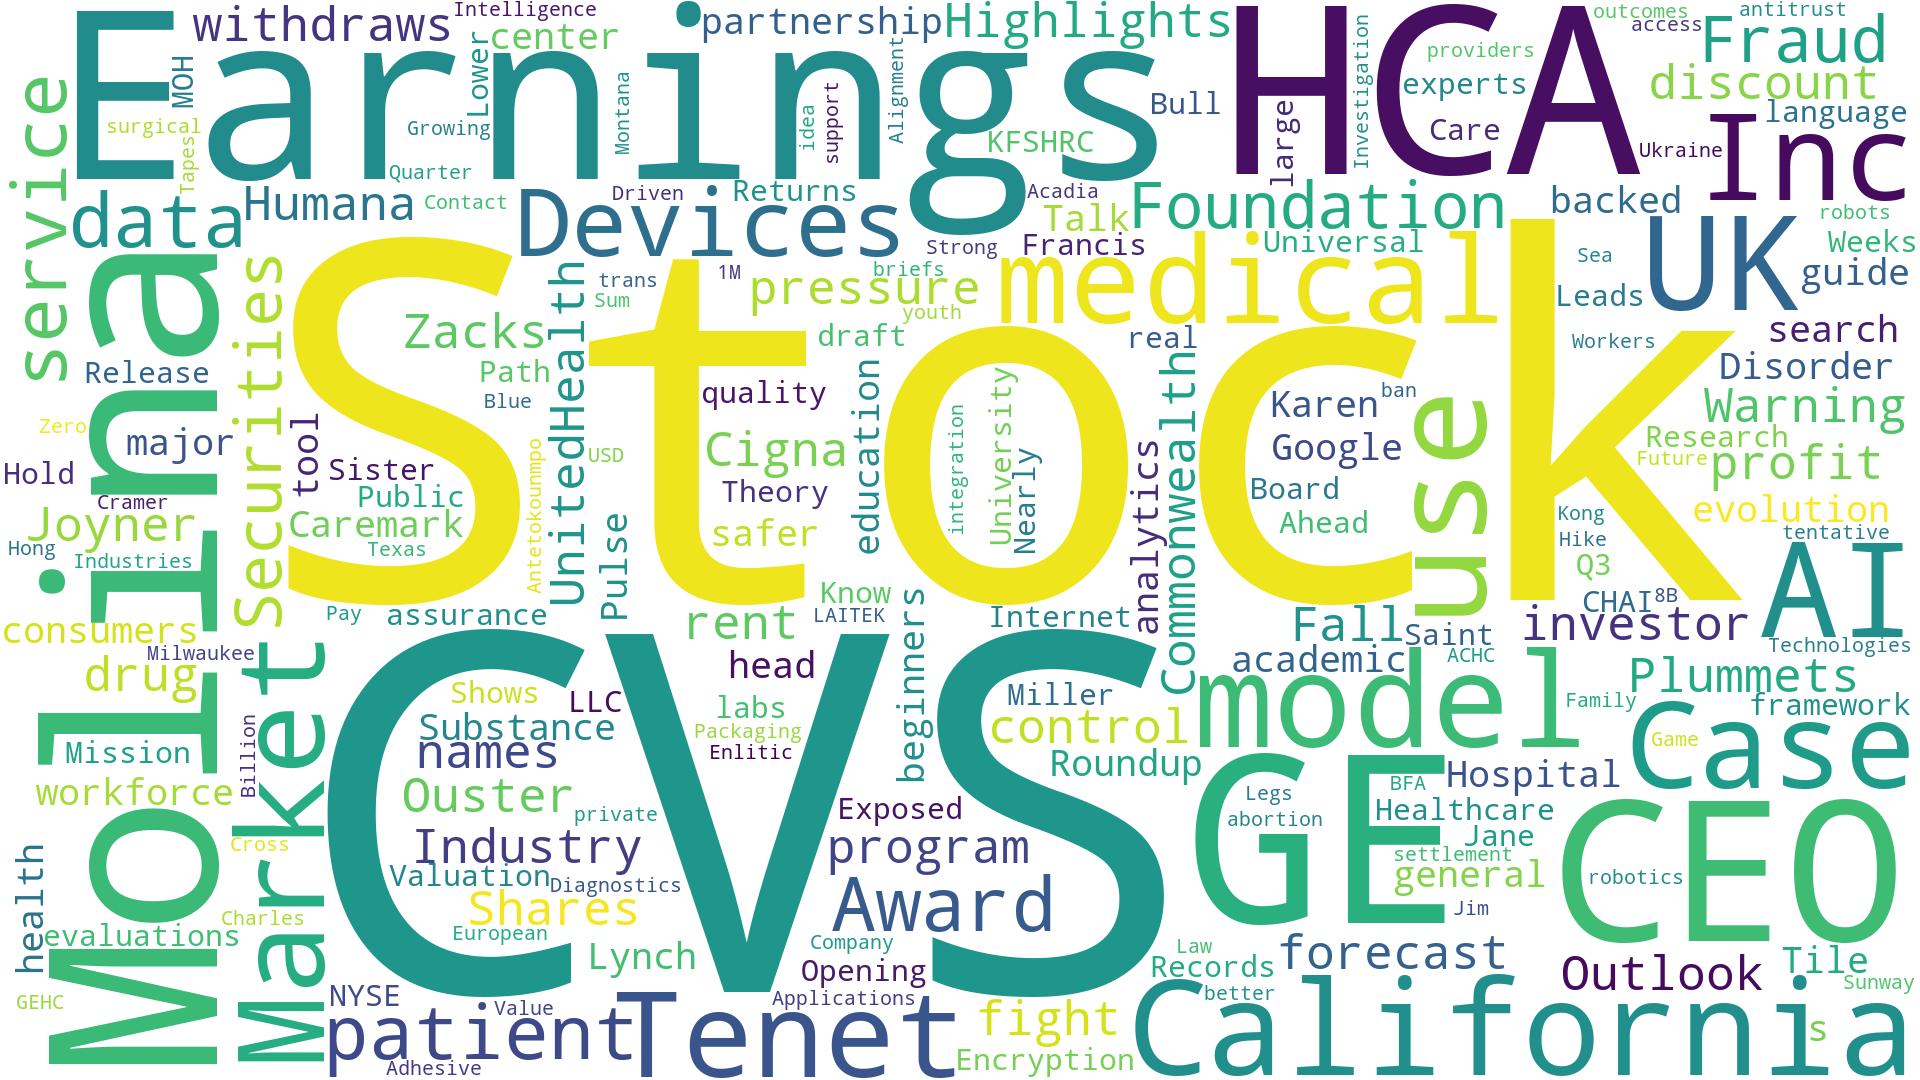 Earnings
HCA
withdraws
Intelligence
center
partnership
Highlights
outcomes
access
antitrust
Fraud
providers
experts
discount
MOH
Lower
Montana
idea
support
Alignment
Bull
large
Investigation
Care
language
Inc
Ukraine
surgical
Tapes
Growing
Quarter
KFSHRC
service
data
Humana
Contact
Devices
Driven
Returns
Acadia
Talk
Foundation
backed
robots
Strong
Francis
Universal
UK
Weeks
guide
Sea
Leads
medical
Molina
Securities
Stock
trans
Sum
1M
briefs
pressure
youth
Zacks
UnitedHealth
draft
real
Workers
search
Disorder
Release
Path
Blue
quality
education
integration
University
Nearly
Commonwealth
analytics
Karen
ban
Google
use
Warning
Research
Future
profit
Zero
major
tool
Hold
Cramer
Sister
Public
Caremark
Texas
Antetokounmpo
USD
Cigna
Theory
safer
Board
Ahead
evolution
Kong
Hike
tentative
Joyner
Hong
Industries
Pulse
Q3
AI
CHAI
8B
consumers
Pay
assurance
Know
LAITEK
rent
Internet
Fall
Saint
investor
Technologies
drug
Milwaukee
Market
CVS
head
beginners
academic
ACHC
Plummets
Shows
LLC
labs
Miller
model
Family
framework
Substance
names
Packaging
Enlitic
control
Roundup
Case
Game
Mission
Billion
workforce
Ouster
private
Exposed
GE
Legs
abortion
BFA
Hospital
Healthcare
Jane
CEO
Cross
Industry
program
settlement
general
robotics
health
Valuation
Diagnostics
Shares
Award
Jim
Charles
evaluations
European
Lynch
Company
Opening
Law
Records
forecast
Outlook
Tile
GEHC
NYSE
Value
Applications
better
Sunway
patient
Tenet
fight
California
s
Adhesive
Encryption